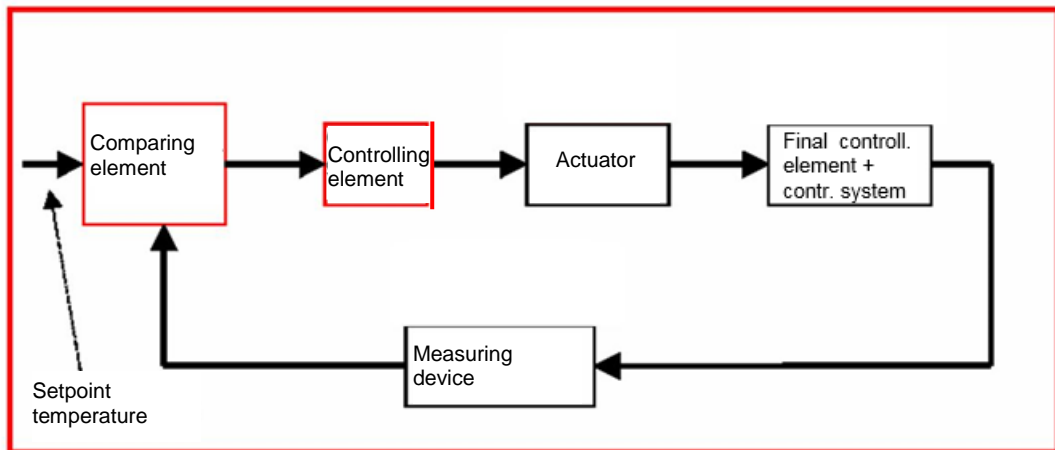 Comparing
element
Controlling
element
Actuator
Final controll.
element +
contr. system
Measuring
device
Setpoint
temperature